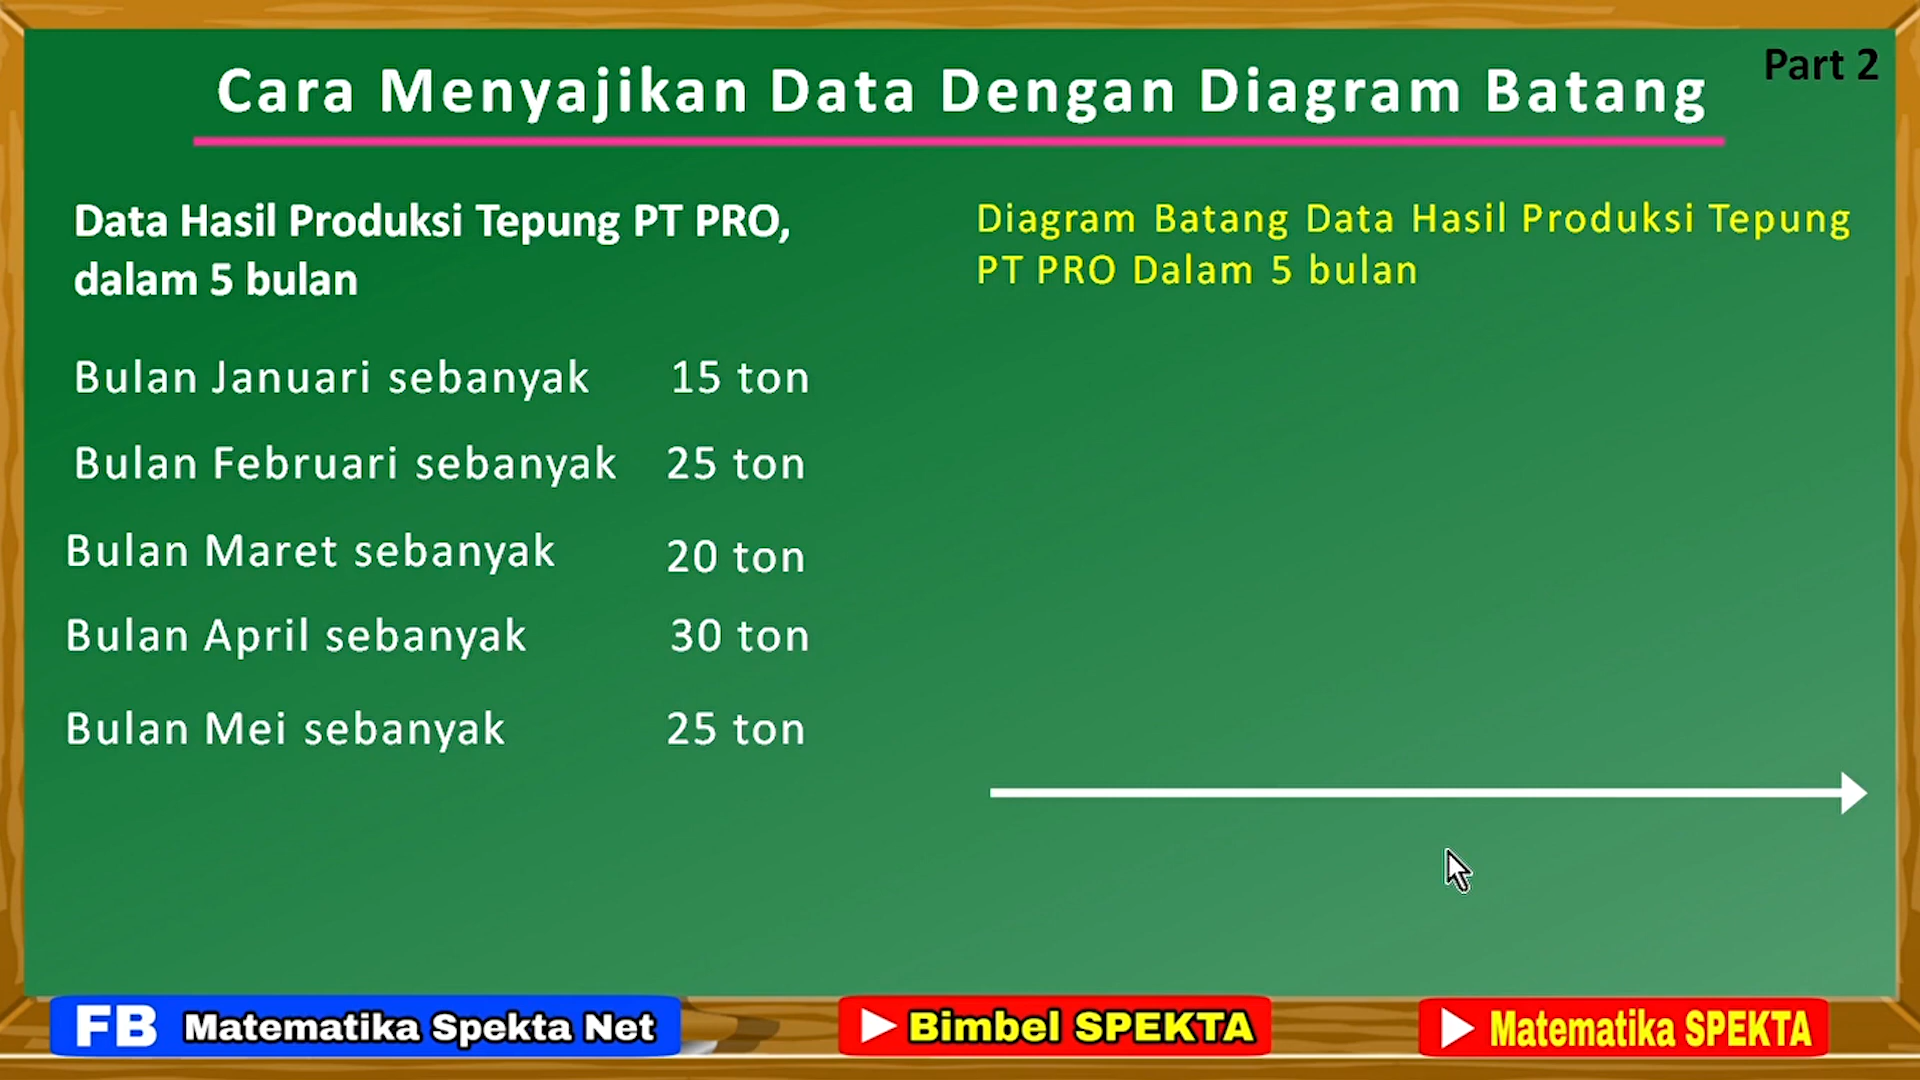 Part 2
Cara Menyajikan Data Dengan Diagram Batang
Data Hasil Produksi Tepung PT PRO,
dalam 5 bulan
Bulan Januari sebanyak 15 ton
Bulan Februari sebanyak 25 ton
Bulan Maret sebanyak 20 ton
Bulan April sebanyak 30 ton
Bulan Mei sebanyak 25 ton
Diagram Batang Data Hasil Produksi Tepung
PT PRO Dalam 5 bulan
FB Matematika Spekta Net
Bimbel SPEKTA
Matematika SPEKTA